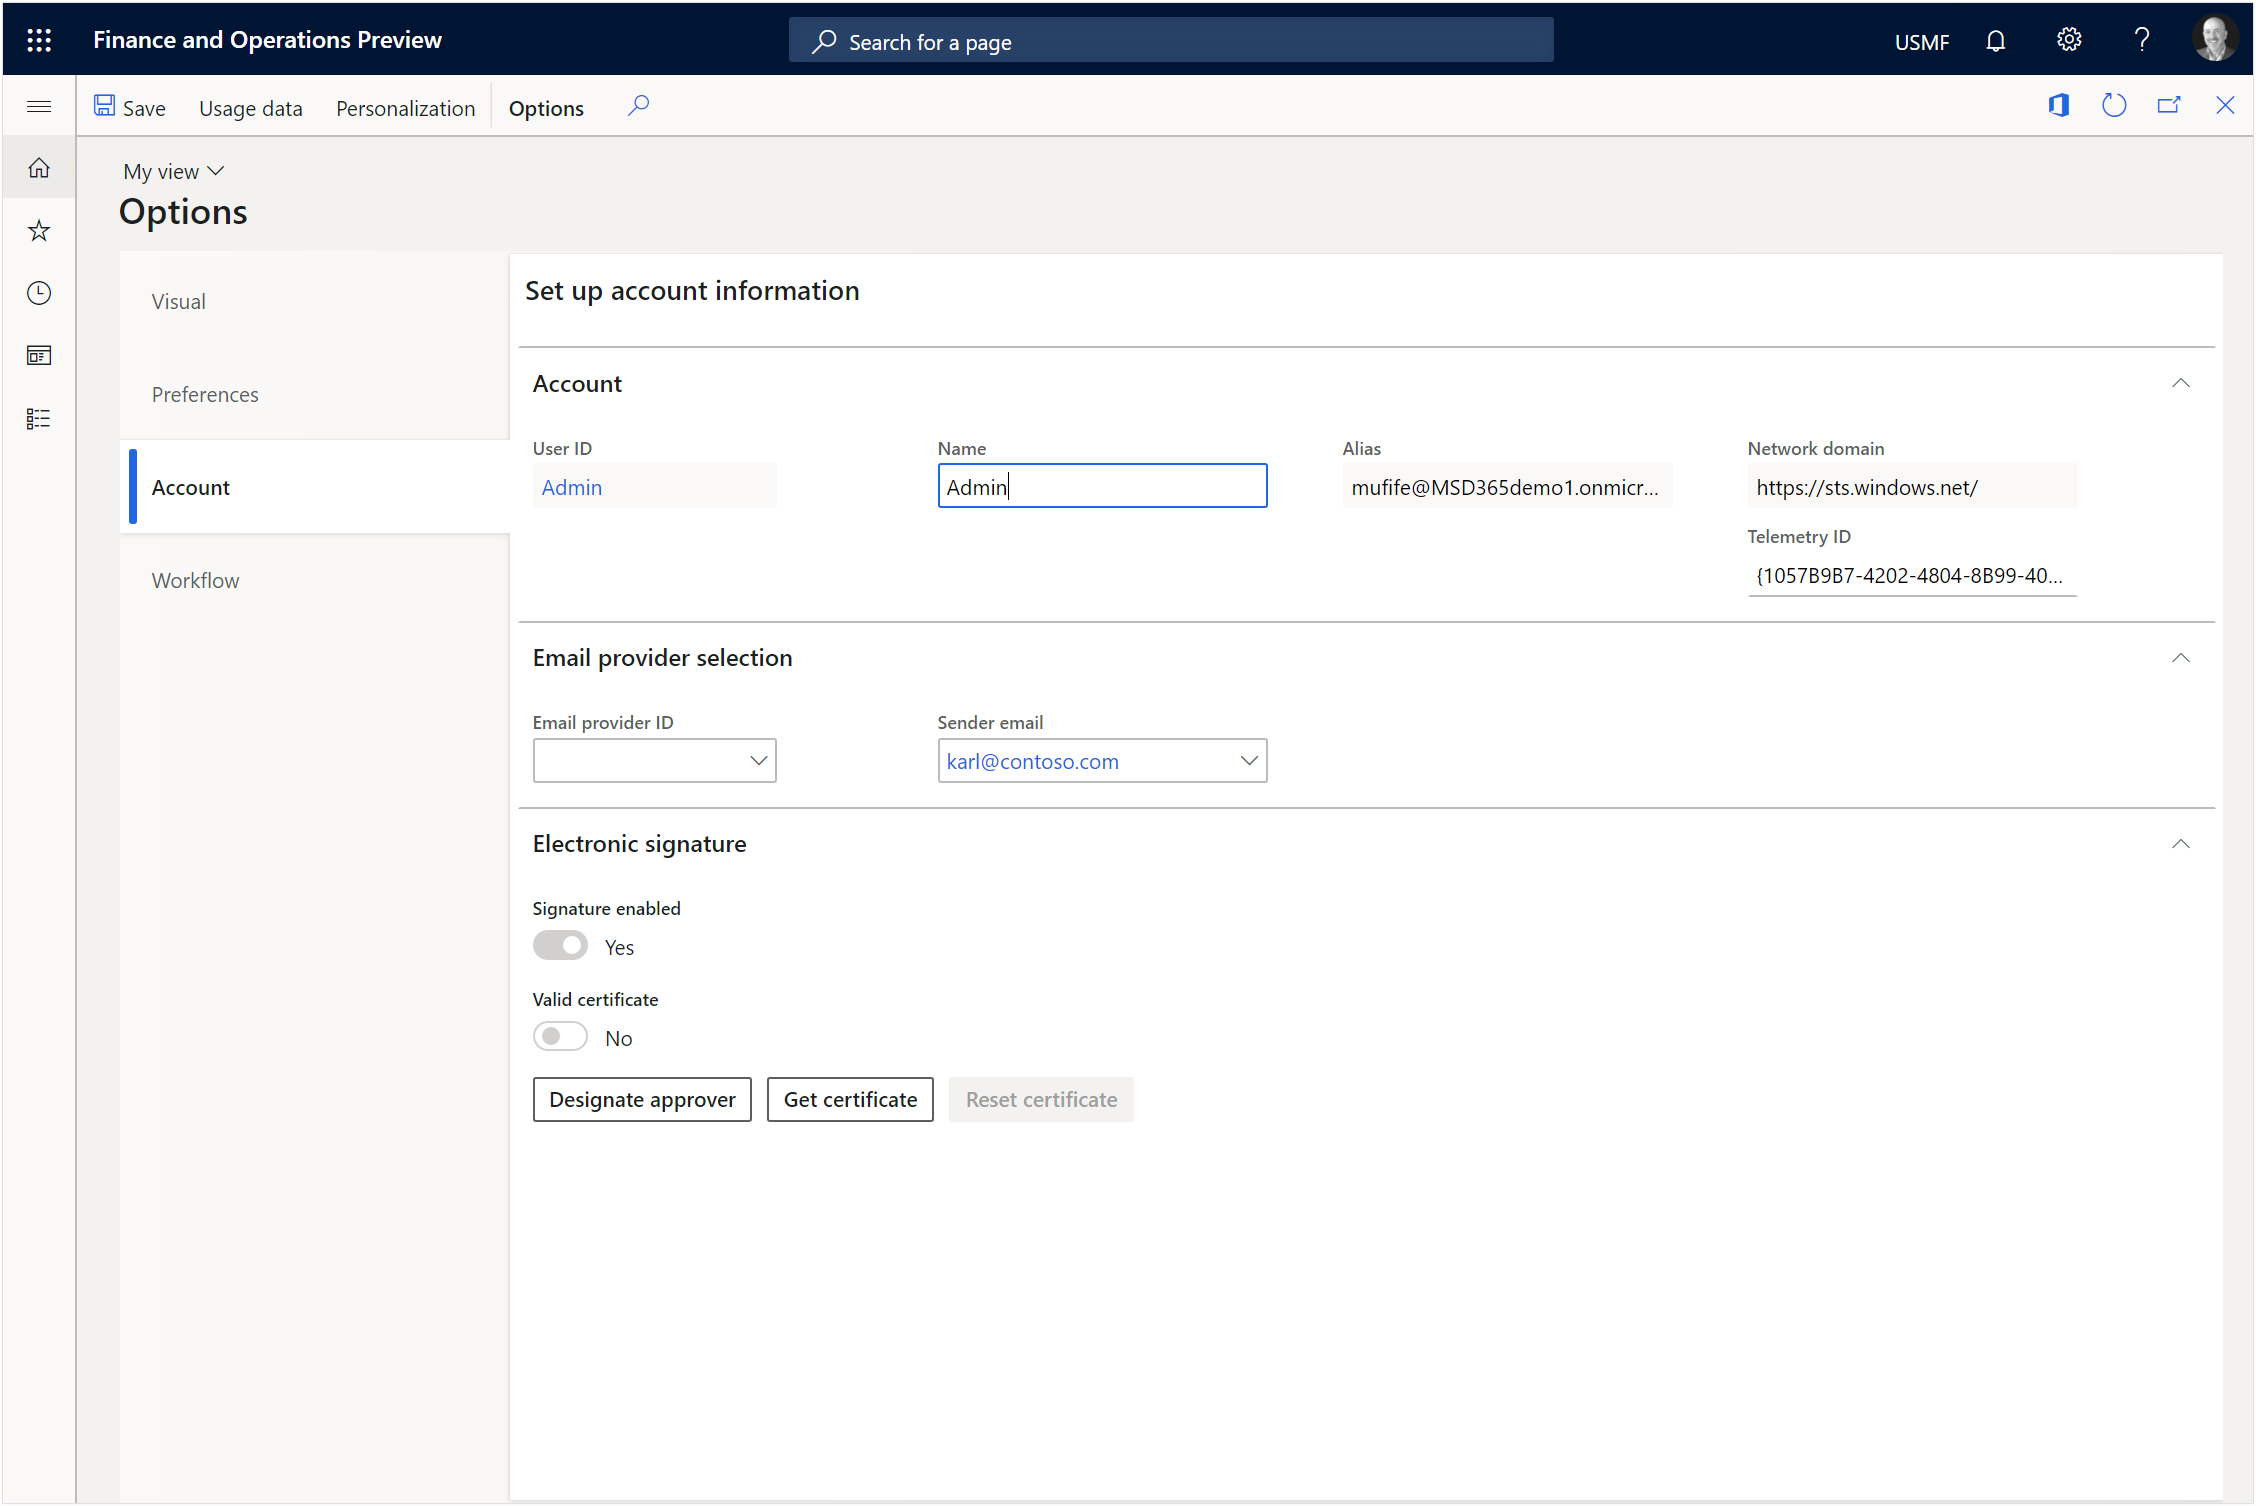 Finance and Operations Preview
Search for a page
USMF
Save
Usage data
Personalization
Options
My view
Options
Visual
Preferences
Account
Workflow
Set up account information
Account
User ID
Admin
Name
Admin
Alias
mufife@MSD365demo1.onmicr...
Network domain
https://sts.windows.net/
Telemetry ID
{1057B9B7-4202-4804-8B99-40...
Email provider selection
Email provider ID
Sender email
karl@contoso.com
Electronic signature
Signature enabled
Yes
Valid certificate
No
Designate approver
Get certificate
Reset certificate